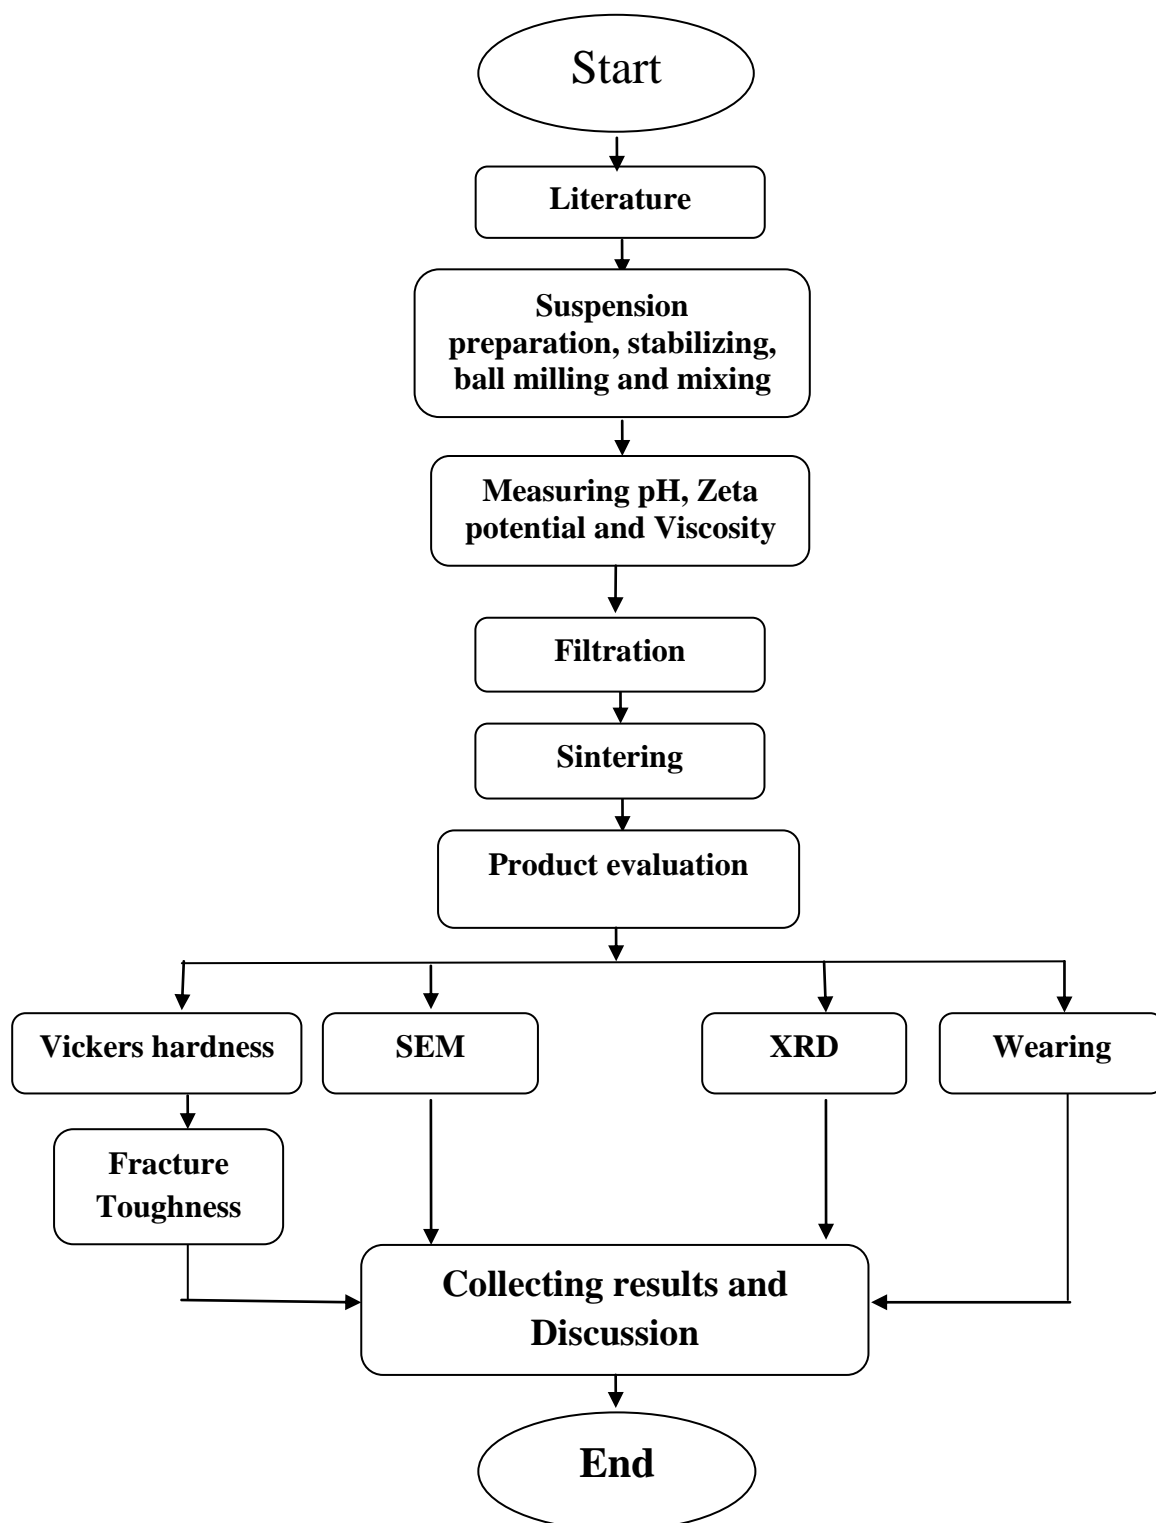 Start
Literature
Suspension
preparation, stabilizing,
ball milling and mixing
Measuring pH, Zeta
potential and Viscosity
Filtration
Sintering
Product evaluation
Vickers hardness
SEM
XRD
Wearing
Fracture
Toughness
Collecting results and
Discussion
End